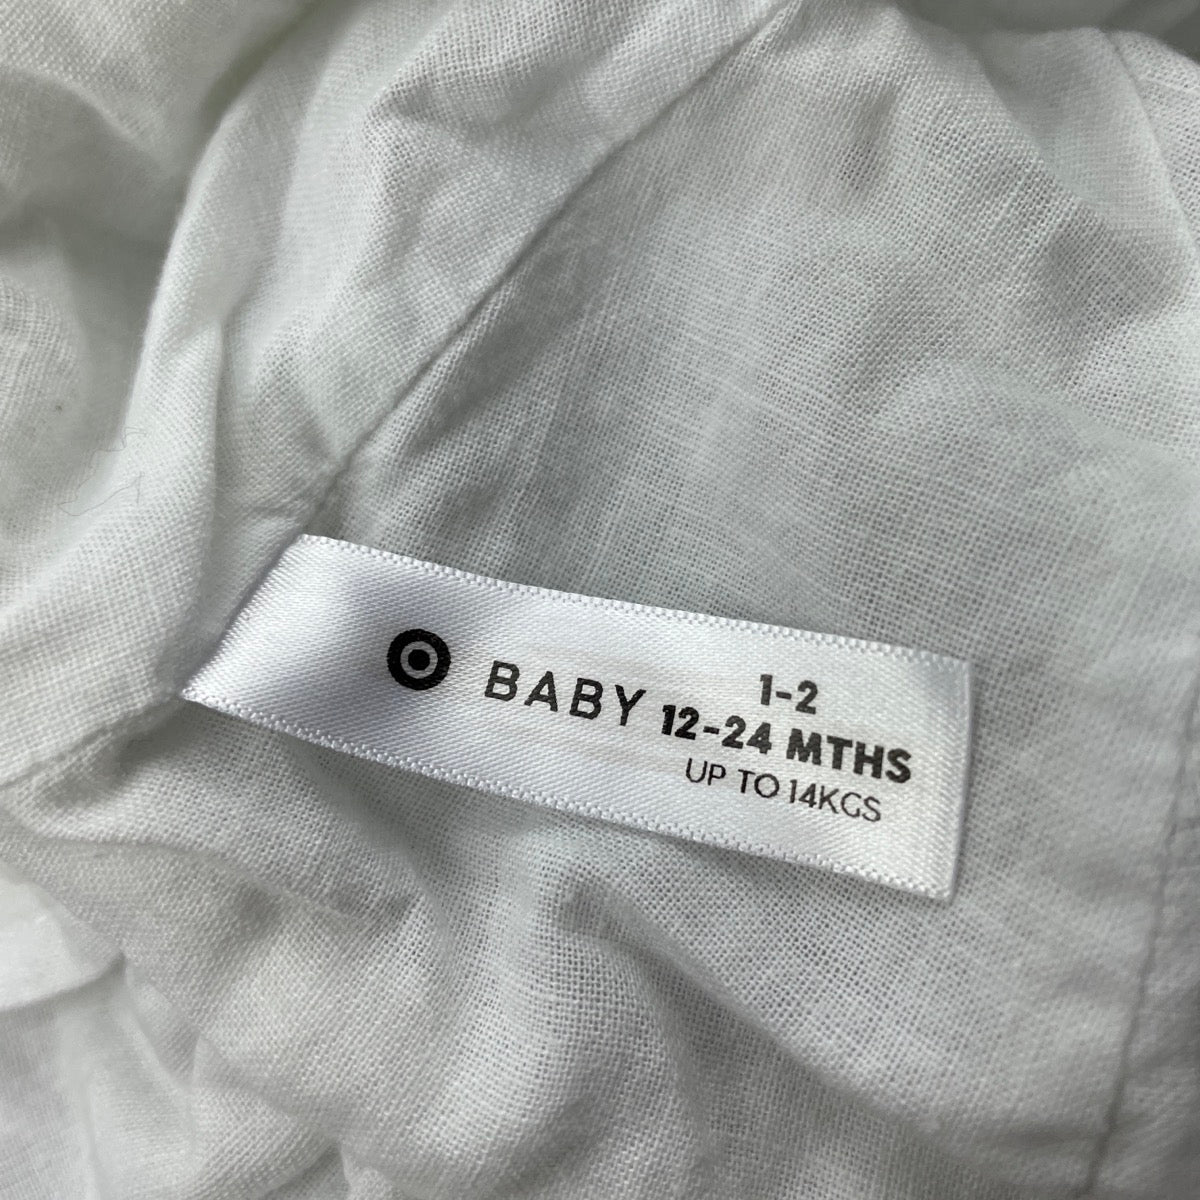 BABY
1-2
12-24 MTHS
UP TO 14KGS